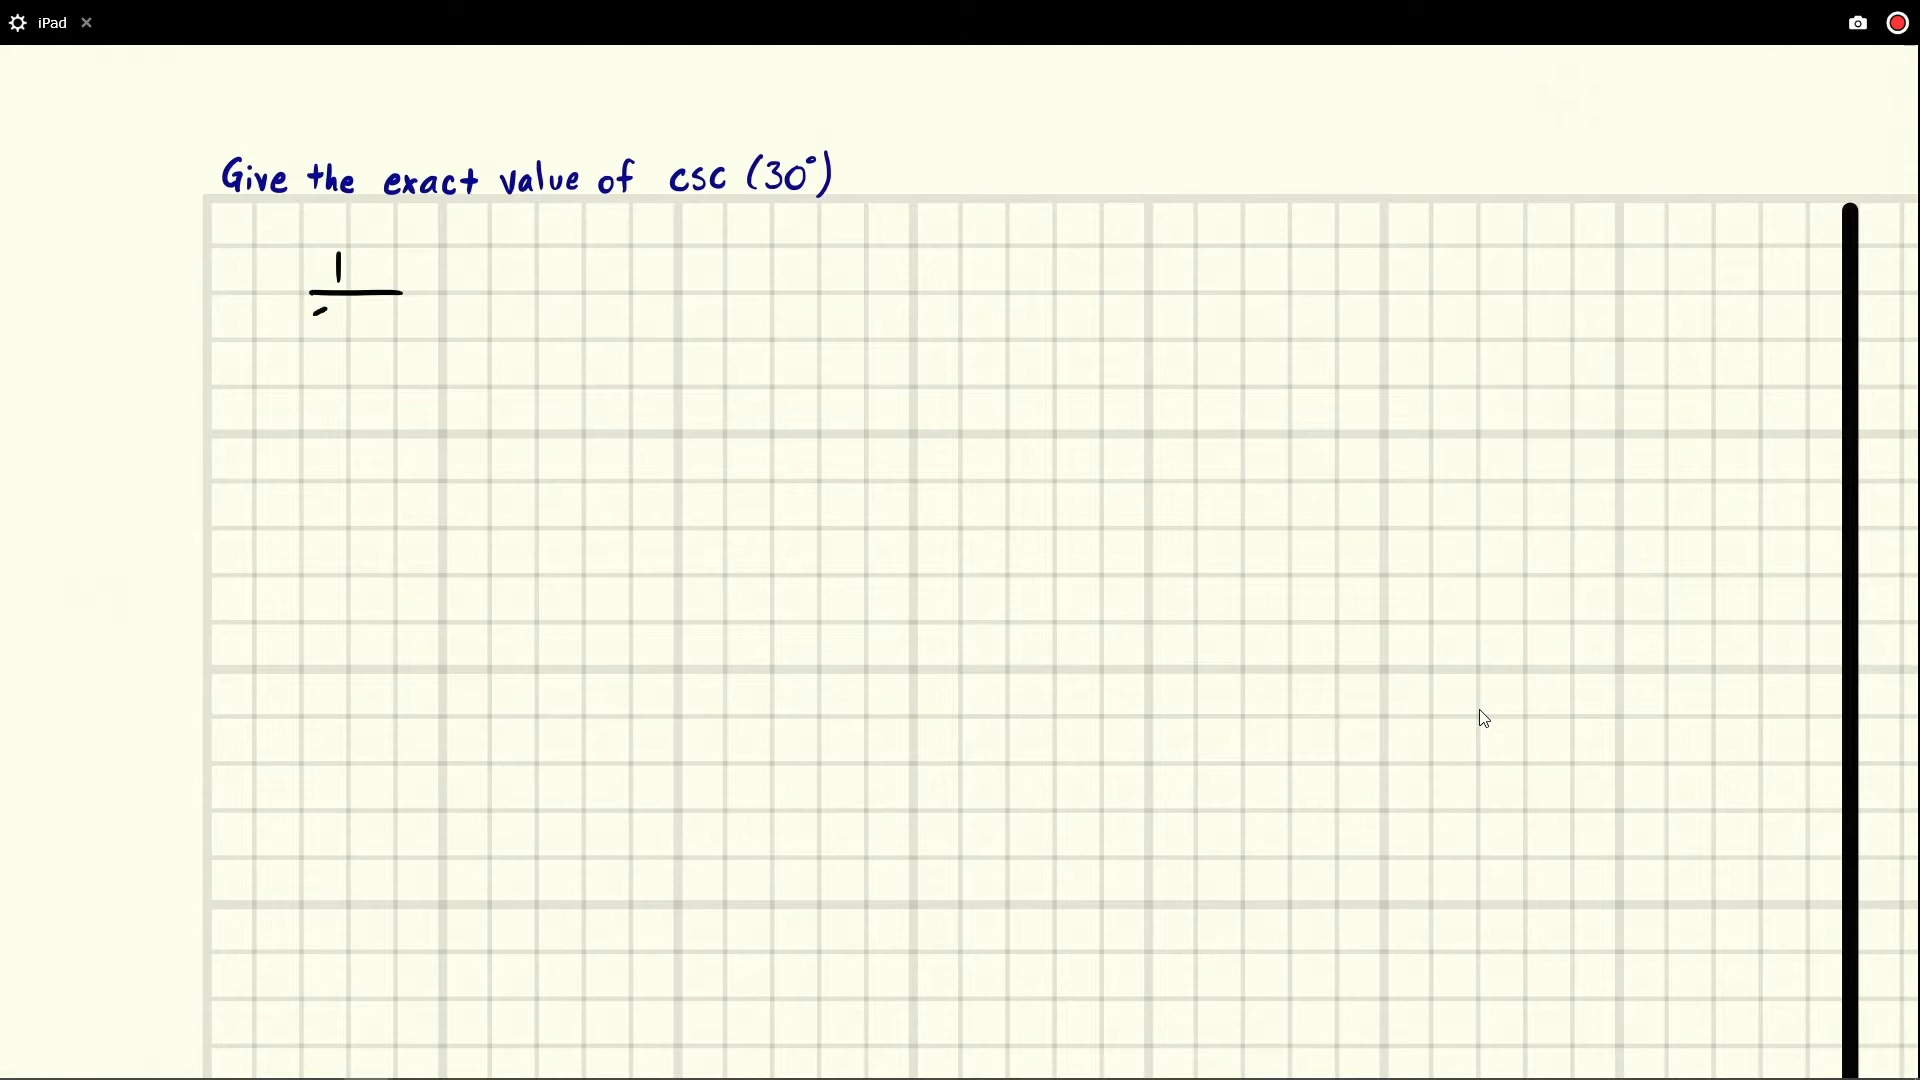 iPad
Give the exact value of csc (30°)
1